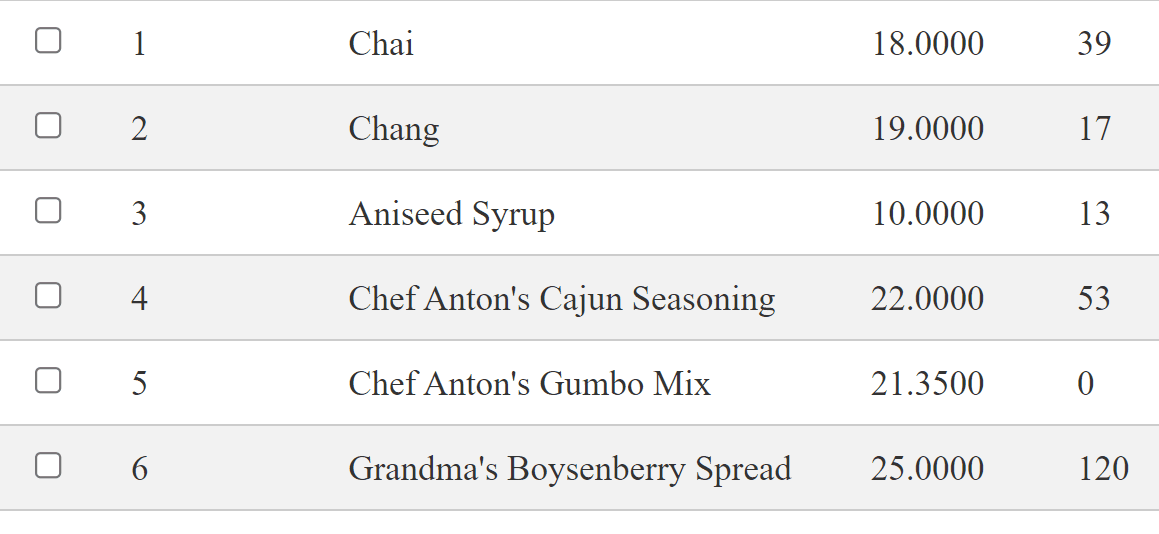 1 Chai 18.0000 39
2 Chang 19.0000 17
3 Aniseed Syrup 10.0000 13
4 Chef Anton's Cajun Seasoning 22.0000 53
5 Chef Anton's Gumbo Mix 21.3500 0
6 Grandma's Boysenberry Spread 25.0000 120